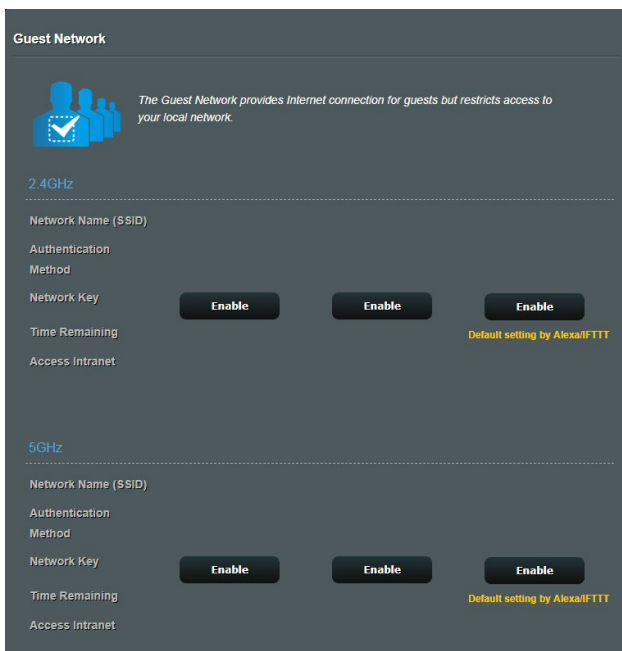 Guest Network
The Guest Network provides Internet connection for guests but restricts access to
your local network.
2.4GHz
Network Name (SSID)
Authentication
Method
Network Key
Enable Enable Enable
Time Remaining
Default setting by Alexa/IFTTT
Access Intranet
5GHz
Network Name (SSID)
Authentication
Method
Network Key
Enable Enable Enable
Time Remaining
Default setting by Alexa/IFTTT
Access Intranet